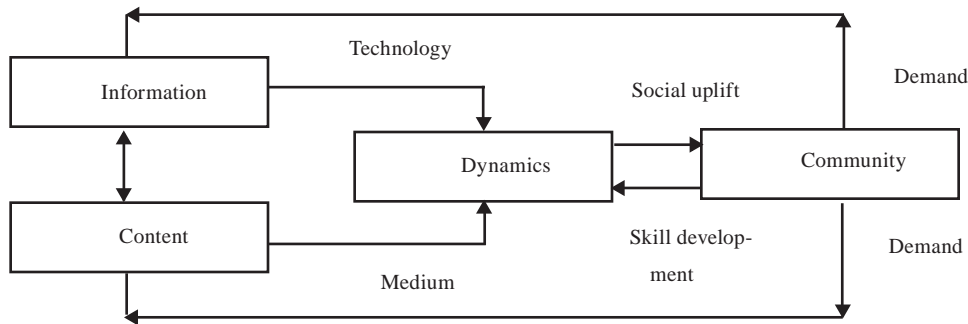 Technology
Demand
Information
Social uplift
Dynamics
Community
Content
Skill develop-
ment
Demand
Medium